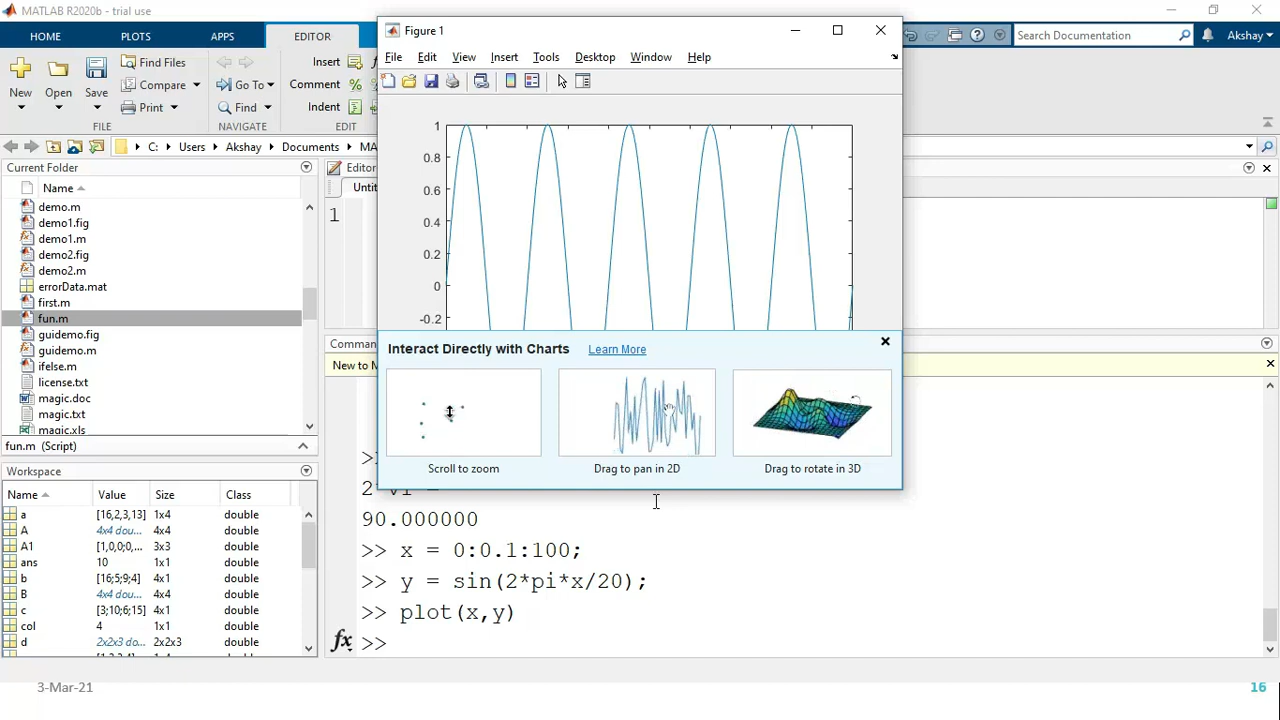 MATLAB R2020b - trial use
HOME PLOTS APPS EDITOR
Search Documentation Akshay
New Open Save
Find Files
Compare
Print
FILE
Go To
Find
NAVIGATE
Insert
Comment
Indent
EDIT
C: Users Akshay Documents MA
Current Folder
Name
demo.m
demo1.fig
demo1.m
demo2.fig
demo2.m
errorData.mat
first.m
fun.m
guidemo.fig
guidemo.m
ifelse.m
license.txt
magic.doc
magic.txt
magic.xls
fun.m (Script)
Workspace
Name Value Size Class
a [16,2,3,13] 1x4 double
A 4x4 dou... 4x4 double
A1 [1,0,0;0,... 3x3 double
ans 10 1x1 double
b [16;5;9;4] 4x1 double
B 4x4 dou... 4x4 double
c [3;10;6;15] 4x1 double
col 4 1x1 double
d 2x2x3 do... 2x2x3 double
Editor
Unti
1
Figure 1
File Edit View Insert Tools Desktop Window Help
1
0.8
0.6
0.4
0.2
0
-0.2
Interact Directly with Charts Learn More
Scroll to zoom
Drag to pan in 2D
Drag to rotate in 3D
Comman
New to M
90.000000
>> x = 0:0.1:100;
>> y = sin(2*pi*x/20);
>> plot(x,y)
fx >>
3-Mar-21
16